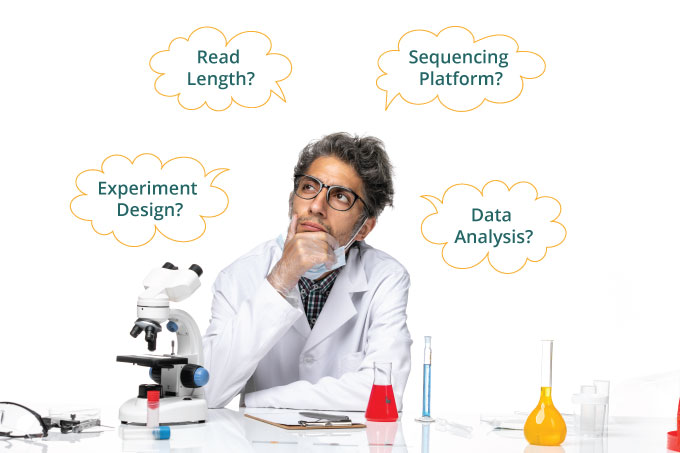 Read
Length?
Sequencing
Platform?
Experiment
Design?
Data
Analysis?